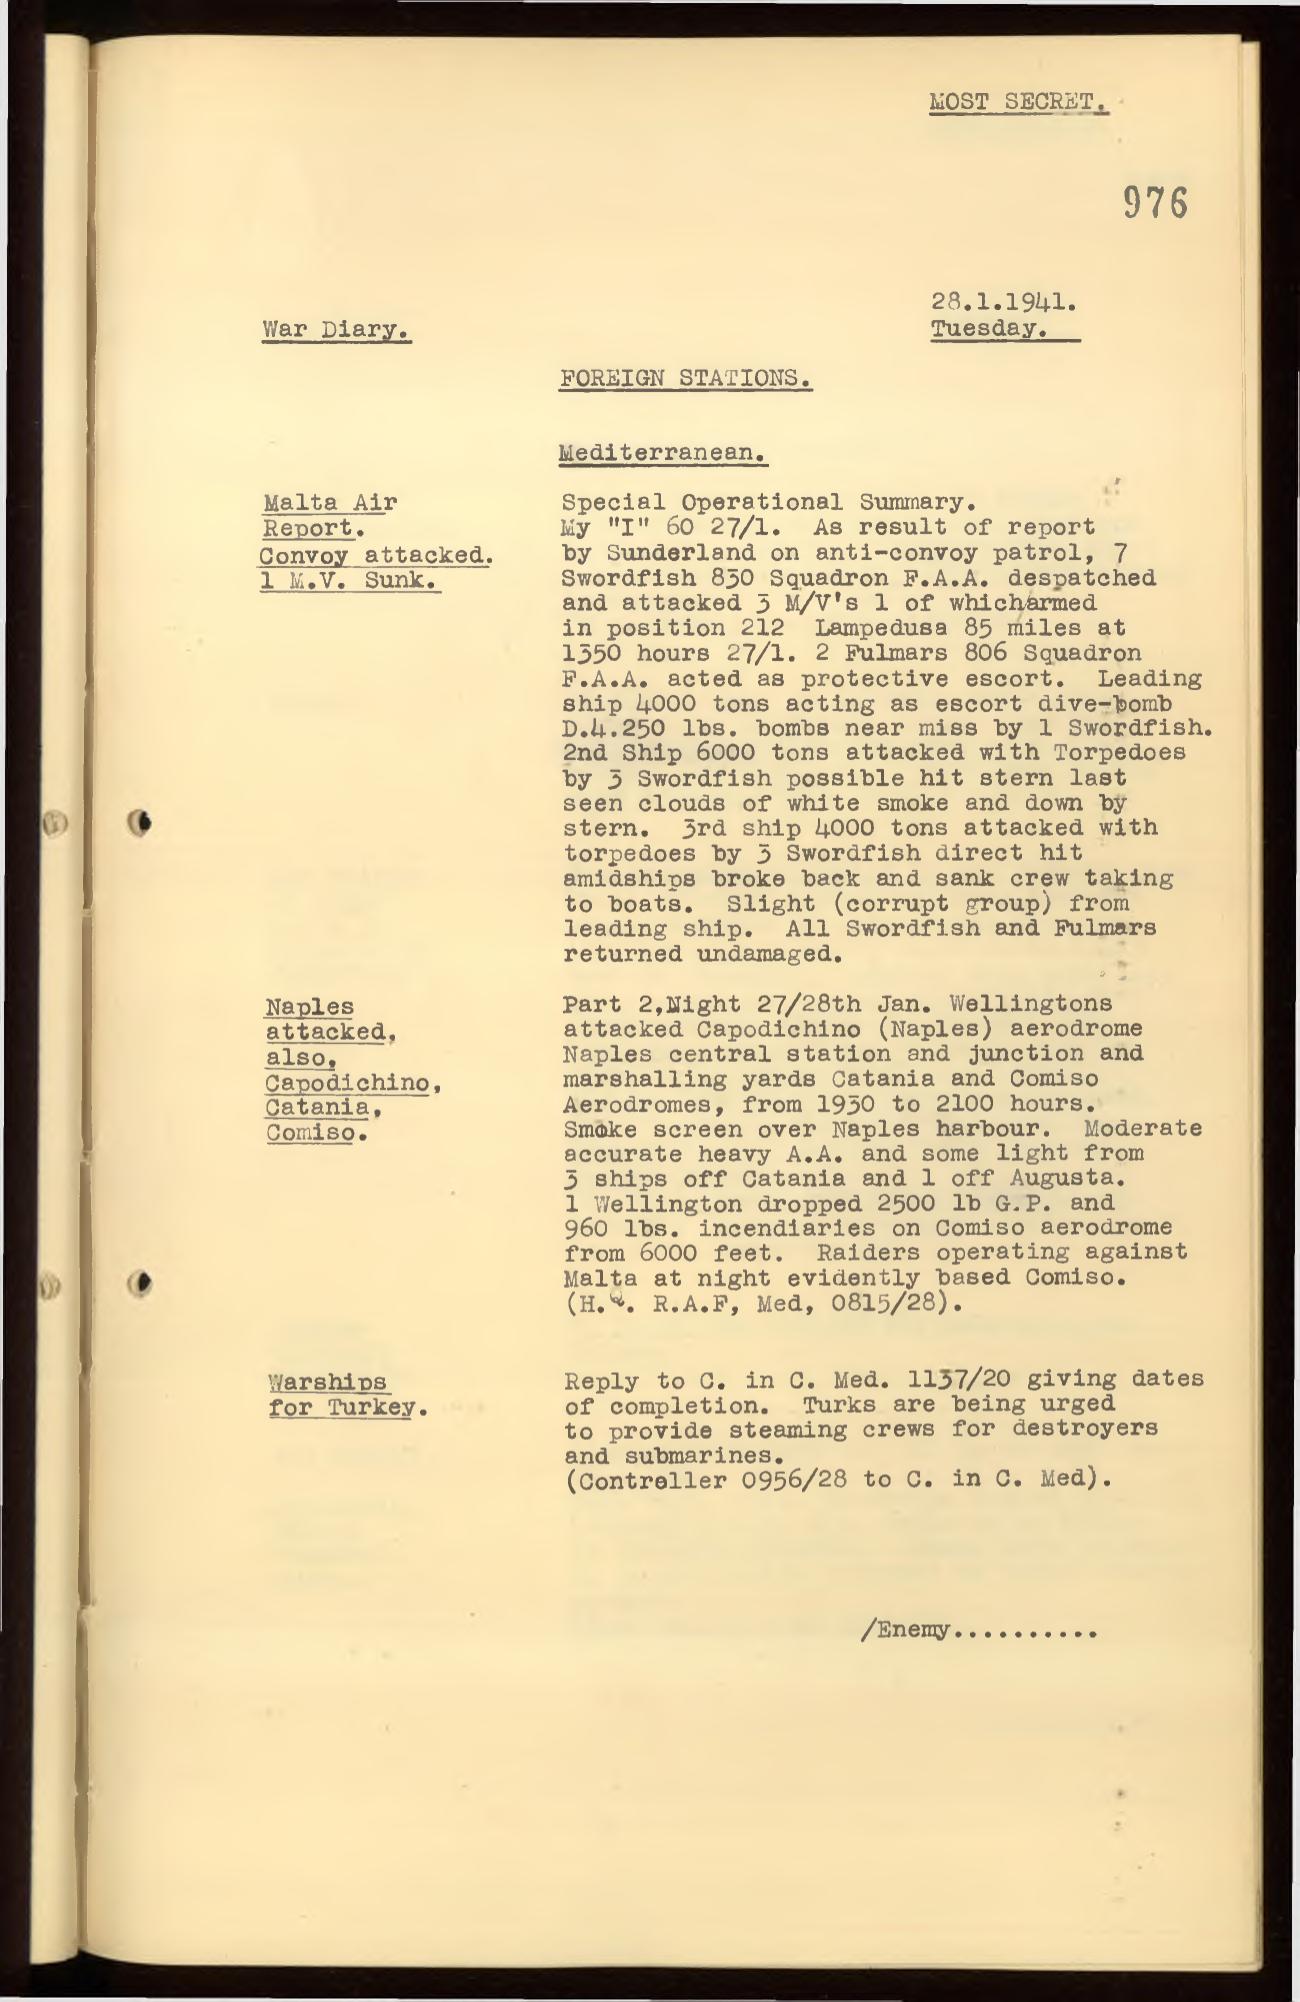 MOST SECRET.
976
28.1.1941.
War Diary.
Tuesday.
FOREIGN STATIONS.
Mediterranean.
Malta Air
Report.
Convoy attacked.
1 M.V. Sunk.
Special Operational Summary.
My "I" 60 27/1. As result of report
by Sunderland on anti-convoy patrol, 7
Swordfish 830 Squadron F.A.A. despatched
and attacked 3 M/V's 1 of which/armed
in position 212 Lampedusa 85 miles at
1350 hours 27/1. 2 Fulmars 806 Squadron
F.A.A. acted as protective escort. Leading
ship 4000 tons acting as escort dive-bomb
D.4.250 lbs. bombs near miss by 1 Swordfish.
2nd Ship 6000 tons attacked with Torpedoes
by 3 Swordfish possible hit stern last
seen clouds of white smoke and down by
stern. 3rd ship 4000 tons attacked with
torpedoes by 3 Swordfish direct hit
amidships broke back and sank crew taking
to boats. Slight (corrupt group) from
leading ship. All Swordfish and Fulmars
returned undamaged.
Naples
attacked,
also,
Capodichino,
Catania,
Comiso.
Part 2,Night 27/28th Jan. Wellingtons
attacked Capodichino (Naples) aerodrome
Naples central station and junction and
marshalling yards Catania and Comiso
Aerodromes, from 1930 to 2100 hours.
Smoke screen over Naples harbour. Moderate
accurate heavy A.A. and some light from
3 ships off Catania and 1 off Augusta.
1 Wellington dropped 2500 lb G.P. and
960 lbs. incendiaries on Comiso aerodrome
from 6000 feet. Raiders operating against
Malta at night evidently based Comiso.
(H.Q. R.A.F, Med, 0815/28).
Warships
for Turkey.
Reply to C. in C. Med. 1137/20 giving dates
of completion. Turks are being urged
to provide steaming crews for destroyers
and submarines.
(Controller 0956/28 to C. in C. Med).
/Enemy..........